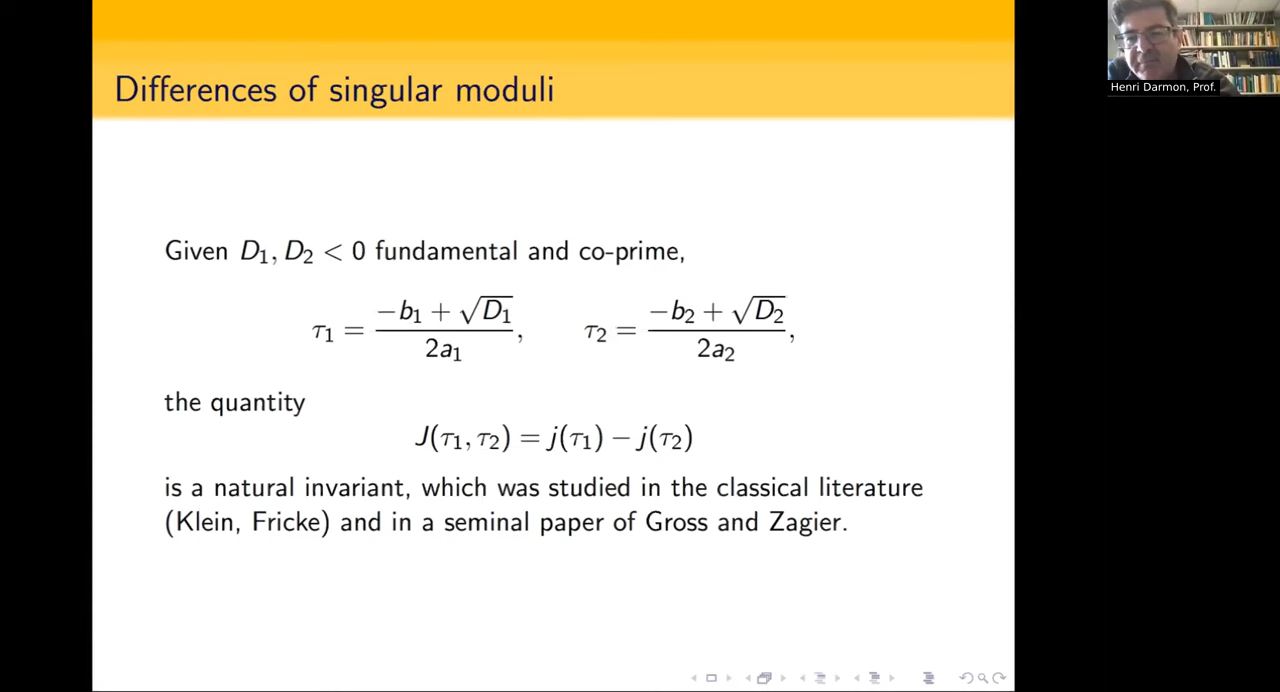 Differences of singular moduli
Henri Darmon, Prof.
Given D₁, D₂ < 0 fundamental and co-prime,
τ₁ = (−b₁ + √D₁)/(2a₁),    τ₂ = (−b₂ + √D₂)/(2a₂),
the quantity
J(τ₁, τ₂) = j(τ₁) − j(τ₂)
is a natural invariant, which was studied in the classical literature
(Klein, Fricke) and in a seminal paper of Gross and Zagier.